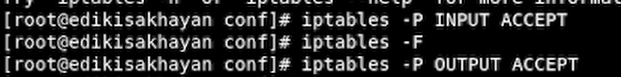 [root@edikisakhayan conf]# iptables -P INPUT ACCEPT
[root@edikisakhayan conf]# iptables -F
[root@edikisakhayan conf]# iptables -P OUTPUT ACCEPT